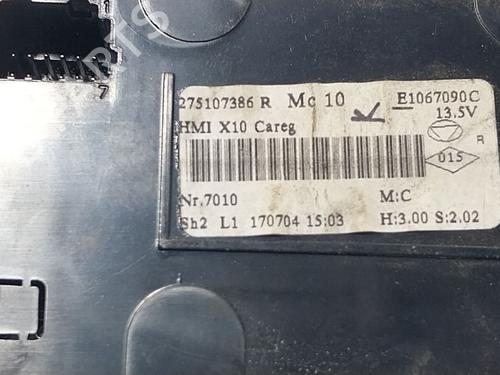 275107386 R Mc 10 E1067090C
13.5V
HMI X10 Careg
R
015
Nr.7010 M:C
Sh2 L1 170704 15:03 H:3.00 S:2.02
7